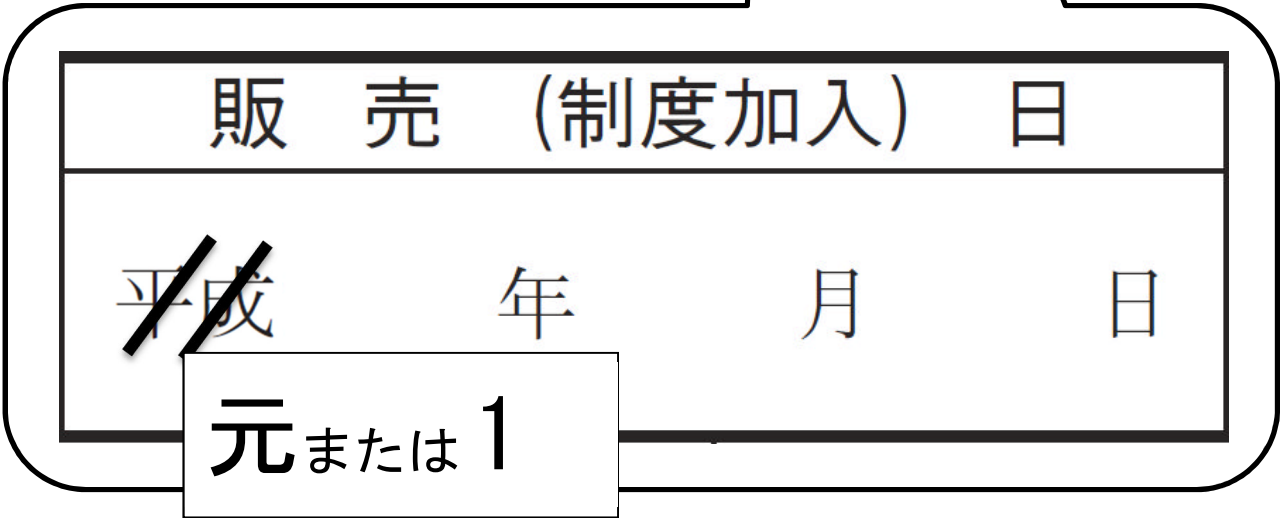 販 売 (制度加入) 日
平成 年 月 日
元または1